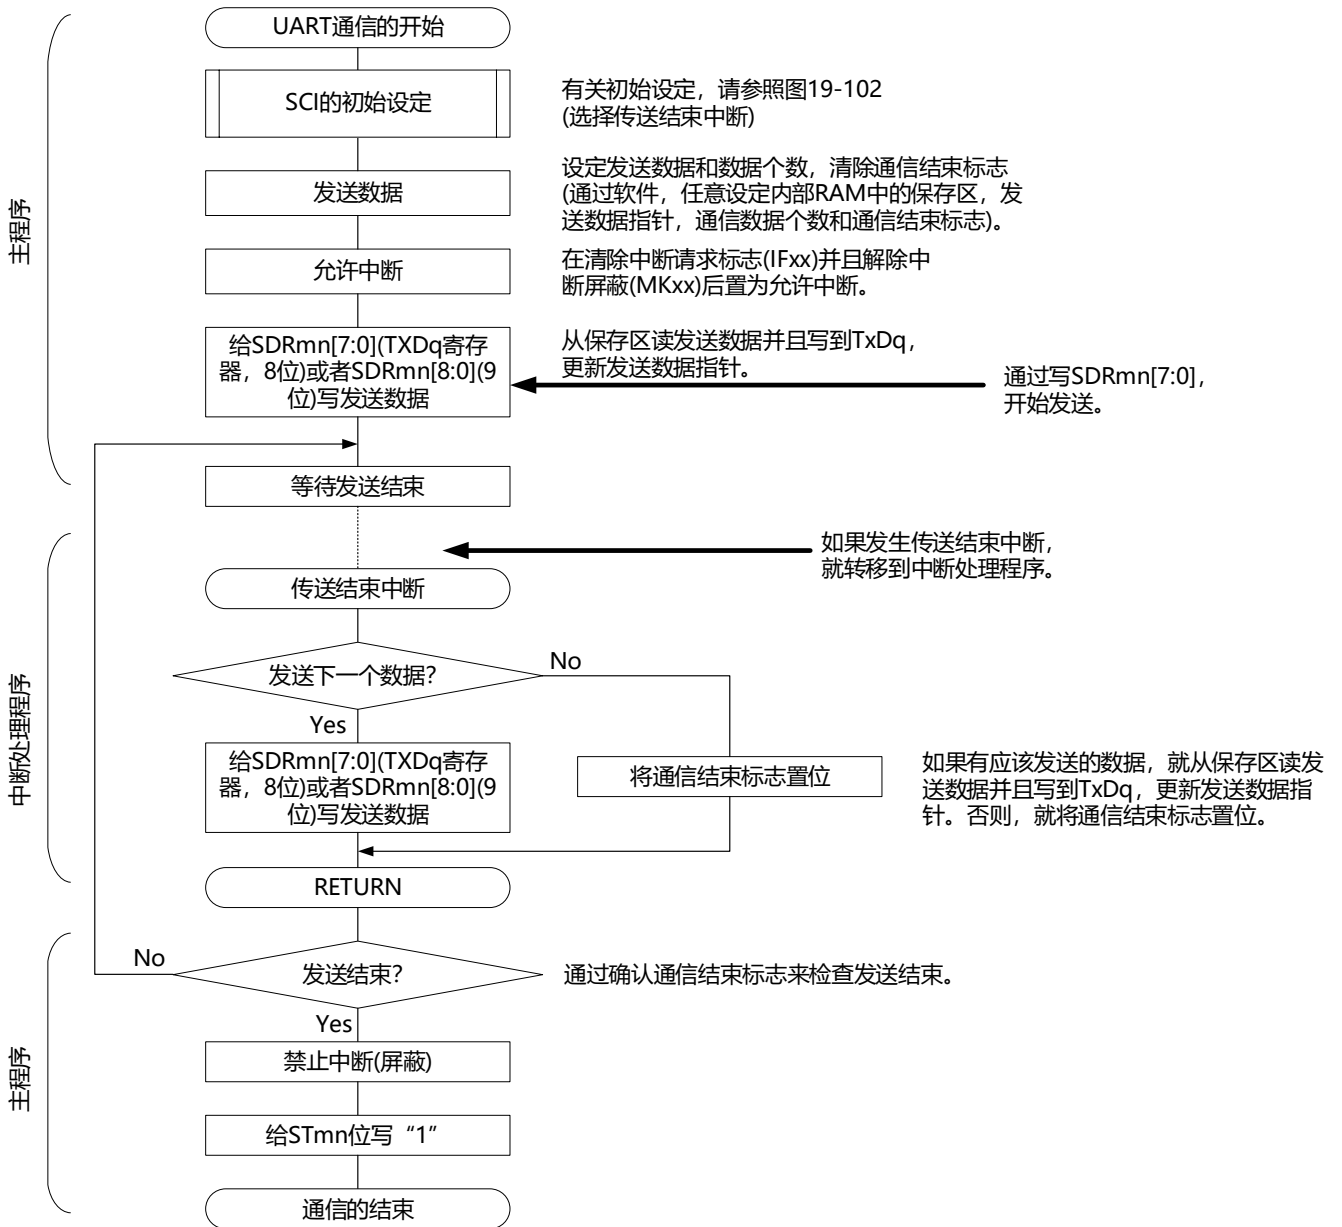 UART通信的开始
SCI的初始设定
有关初始设定，请参照图19-102
(选择传送结束中断)
发送数据
设定发送数据和数据个数，清除通信结束标志
(通过软件，任意设定内部RAM中的保存区，发
送数据指针，通信数据个数和通信结束标志)。
主程序
允许中断
在清除中断请求标志(IFxx)并且解除中
断屏蔽(MKxx)后置为允许中断。
给SDRmn[7:0](TXDq寄存
器，8位)或者SDRmn[8:0](9
位)写发送数据
从保存区读发送数据并且写到TxDq，
更新发送数据指针。
通过写SDRmn[7:0]，
开始发送。
等待发送结束
如果发生传送结束中断，
就转移到中断处理程序。
传送结束中断
发送下一个数据？
No
Yes
中断处理程序
给SDRmn[7:0](TXDq寄存
器，8位)或者SDRmn[8:0](9
位)写发送数据
将通信结束标志置位
如果有应该发送的数据，就从保存区读发
送数据并且写到TxDq，更新发送数据指
针。否则，就将通信结束标志置位。
RETURN
No
发送结束？
通过确认通信结束标志来检查发送结束。
Yes
主程序
禁止中断(屏蔽)
给STmn位写“1”
通信的结束